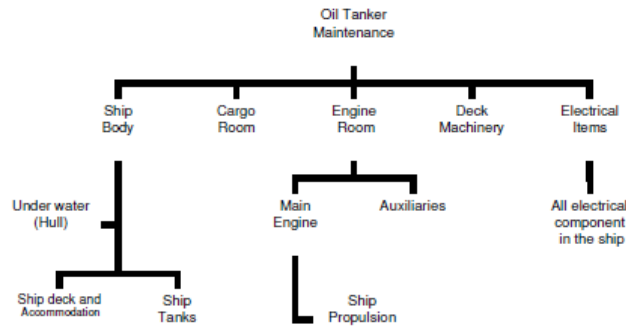 Oil Tanker
Maintenance
Ship
Body
Cargo
Room
Engine
Room
Deck
Machinery
Electrical
Items
Under water
(Hull)
Main
Engine
Auxiliaries
All electrical
component
in the ship
Ship deck and
Accommodation
Ship
Tanks
Ship
Propulsion